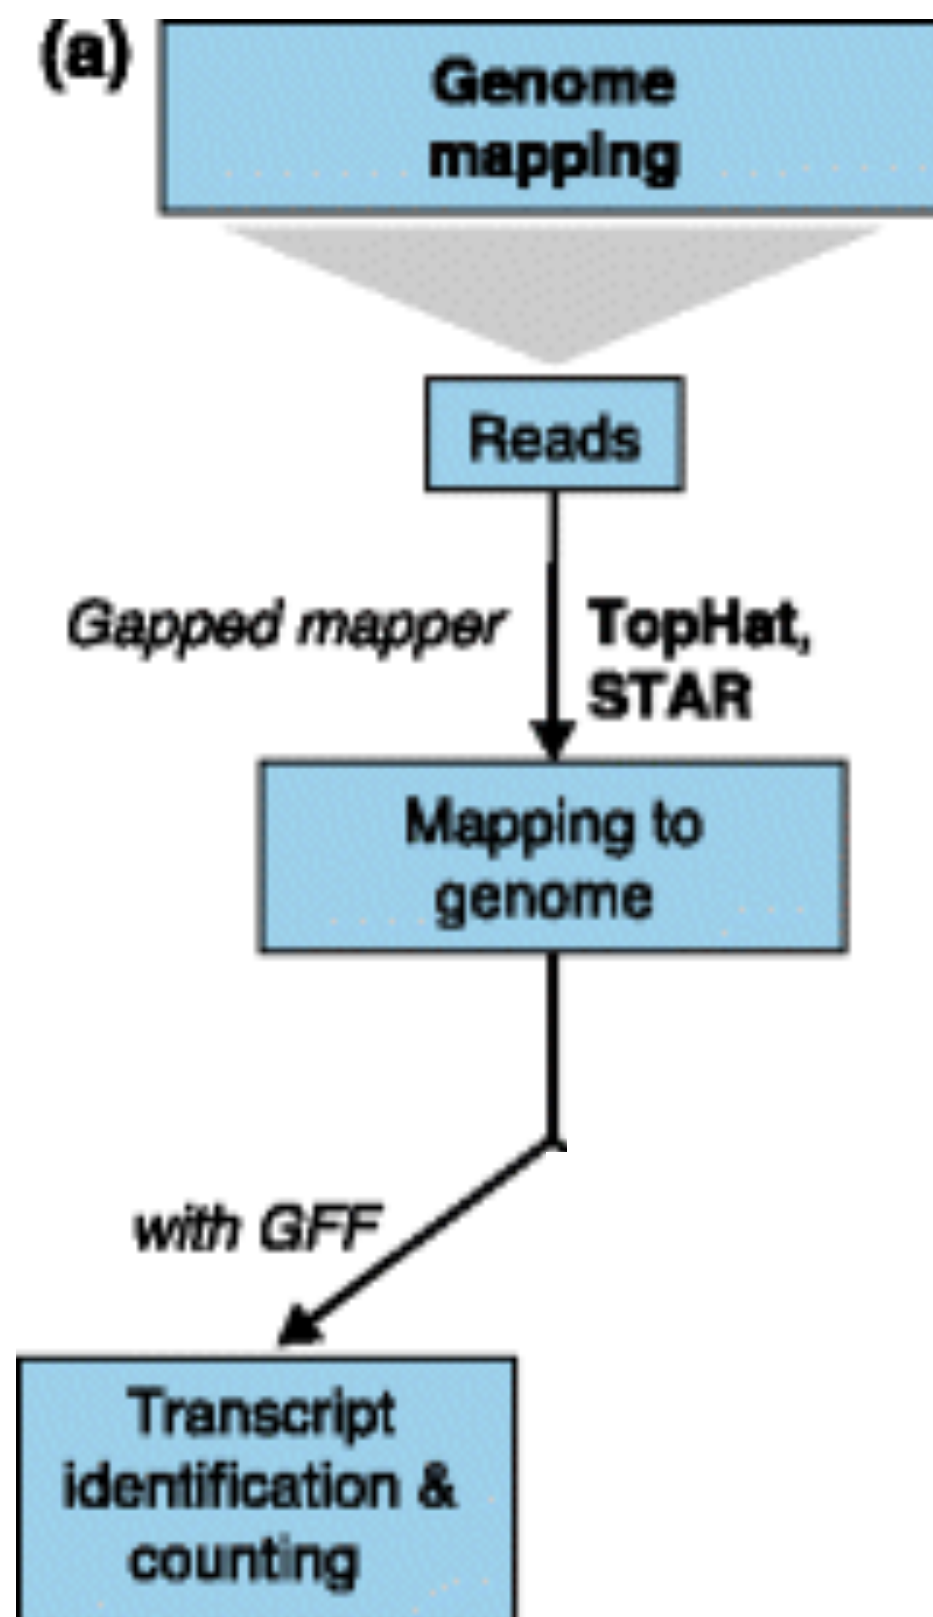 (a)
Genome
mapping
Reads
Gapped mapper
TopHat,
STAR
Mapping to
genome
with GFF
Transcript
identification &
counting